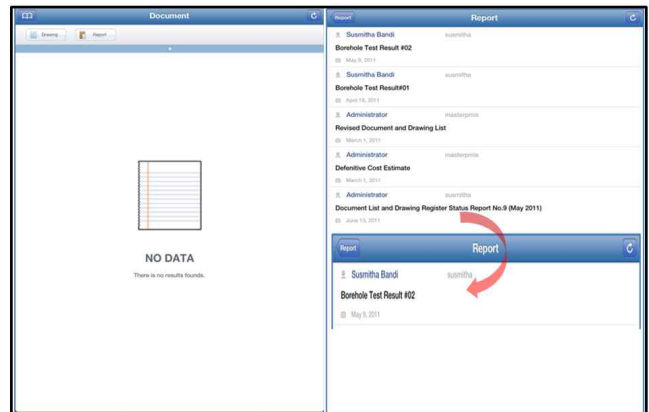 Document
Drawing
Report
NO DATA
There is no results founds.
Report
Report
Susmitha Bandi susmitha
Borehole Test Result #02
May 9, 2011
Susmitha Bandi susmitha
Borehole Test Result#01
April 19, 2011
Administrator masterpmis
Revised Document and Drawing List
March 1, 2011
Administrator masterpmis
Defenitive Cost Estimate
March 1, 2011
Administrator susmitha
Document List and Drawing Register Status Report No.9 (May 2011)
June 13, 2011
Report
Report
Susmitha Bandi susmitha
Borehole Test Result #02
May 9, 2011